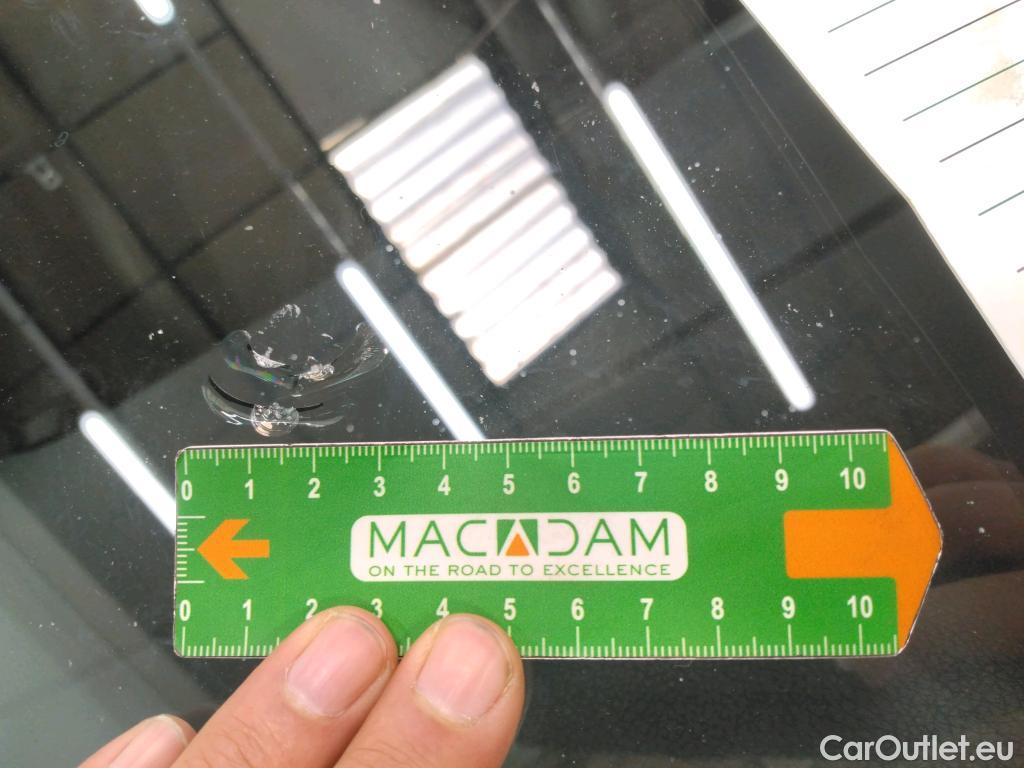 0 1 2 3 4 5 6 7 8 9 10
MACADAM
ON THE ROAD TO EXCELLENCE
0 1 2 3 4 5 6 7 8 9 10
CarOutlet.eu